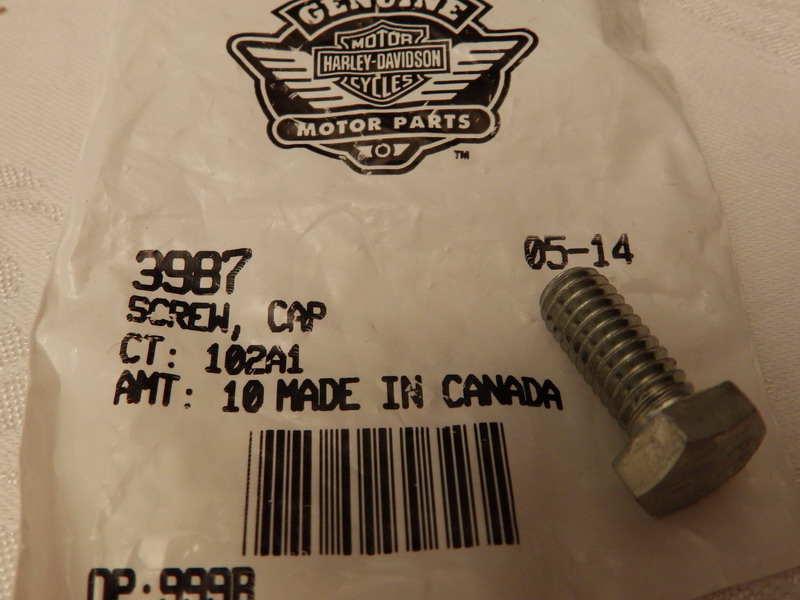 GENUINE
MOTOR
HARLEY-DAVIDSON
CYCLES
MOTOR PARTS
TM
3987 05-14
SCREW, CAP
CT: 102A1
AMT: 10 MADE IN CANADA